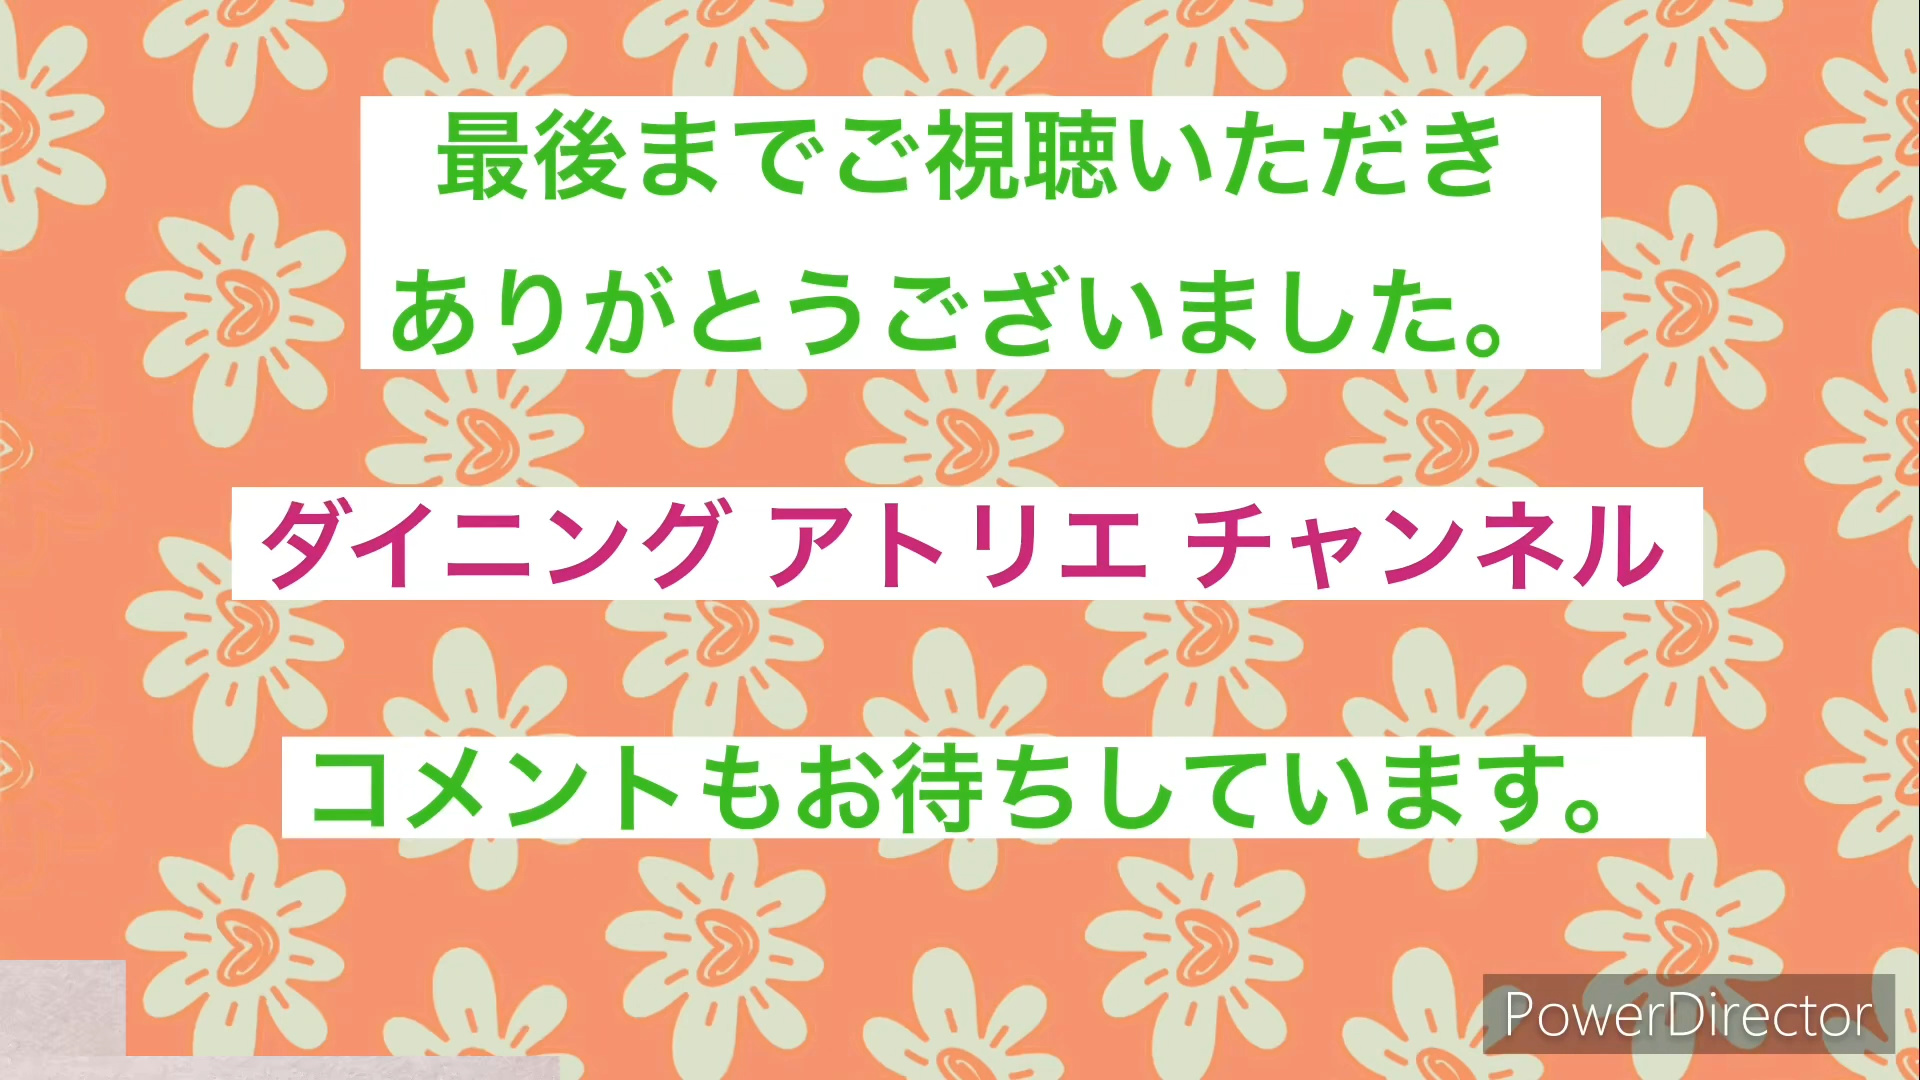 最後までご視聴いただき
ありがとうございました。
ダイニング アトリエ チャンネル
コメントもお待ちしています。
PowerDirector